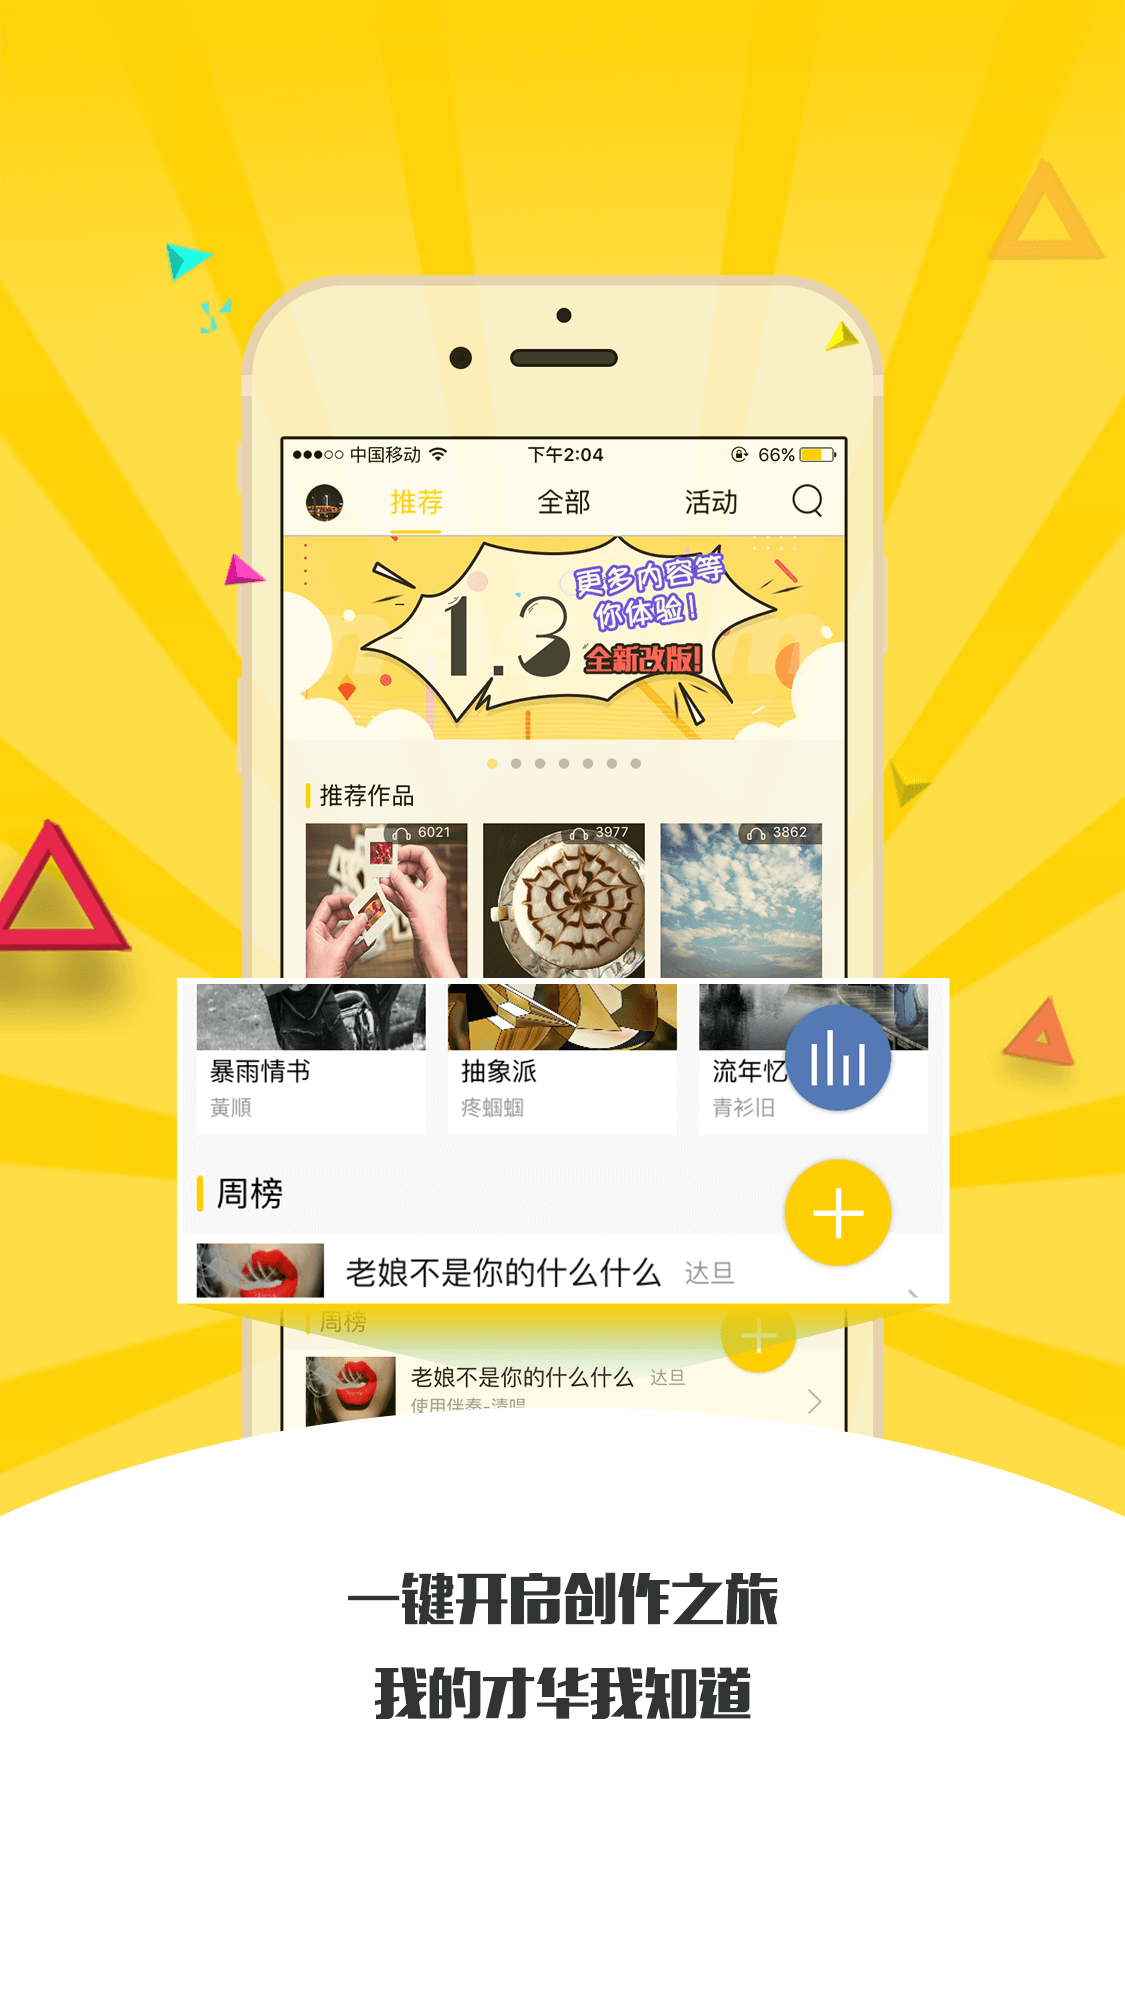 中国移动 下午2:04 66%
推荐 全部 活动
1.3
更多内容等
你体验!
全新改版!
推荐作品
6021 3977 3862
暴雨情书 抽象派 流年忆
黃順 疼蝈蝈 青衫旧
周榜
老娘不是你的什么什么 达旦
周榜
老娘不是你的什么什么 达旦
使用伴奏-清唱
一键开启创作之旅
我的才华我知道